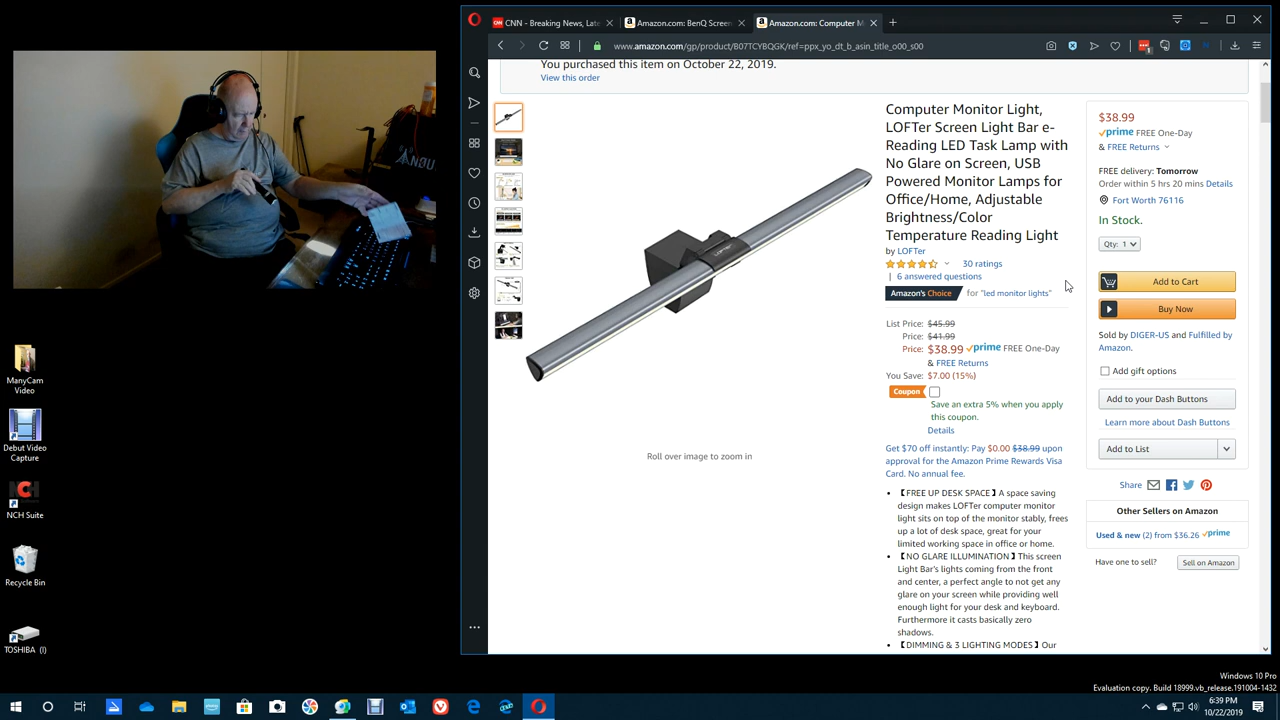 CNN - Breaking News, Late
Amazon.com: BenQ Screen
Amazon.com: Computer M
www.amazon.com/gp/product/B07TCYBQGK/ref=ppx_yo_dt_b_asin_title_o00_s00
You purchased this item on October 22, 2019.
View this order
Computer Monitor Light,
LOFTer Screen Light Bar e-
Reading LED Task Lamp with
No Glare on Screen, USB
Powered Monitor Lamps for
Office/Home, Adjustable
Brightness/Color
Temperature Reading Light
by LOFTer
30 ratings
| 6 answered questions
Amazon's Choice for "led monitor lights"
List Price: $45.99
Price: $41.99
Price: $38.99 prime FREE One-Day
& FREE Returns
You Save: $7.00 (15%)
Coupon
Save an extra 5% when you apply
this coupon.
Details
Get $70 off instantly: Pay $0.00 $38.99 upon
approval for the Amazon Prime Rewards Visa
Card. No annual fee.
【FREE UP DESK SPACE】A space saving
design makes LOFTer computer monitor
light sits on top of the monitor stably, frees
up a lot of desk space, great for your
limited working space in office or home.
【NO GLARE ILLUMINATION】This screen
Light Bar's lights coming from the front
and center, a perfect angle to not get any
glare on your screen while providing well
enough light for your desk and keyboard.
Furthermore it casts basically zero
shadows.
【DIMMING & 3 LIGHTING MODES】Our
LOFTer
Roll over image to zoom in
$38.99
prime FREE One-Day
& FREE Returns
FREE delivery: Tomorrow
Order within 5 hrs 20 mins Details
Fort Worth 76116
In Stock.
Qty: 1
Add to Cart
Buy Now
Sold by DIGER-US and Fulfilled by
Amazon.
Add gift options
Add to your Dash Buttons
Learn more about Dash Buttons
Add to List
Share
Other Sellers on Amazon
Used & new (2) from $36.26 prime
Have one to sell? Sell on Amazon
ManyCam
Video
Debut Video
Capture
NCH Suite
Recycle Bin
TOSHIBA (I)
Windows 10 Pro
Evaluation copy. Build 18999.vb_release.191004-1432
6:39 PM
10/22/2019